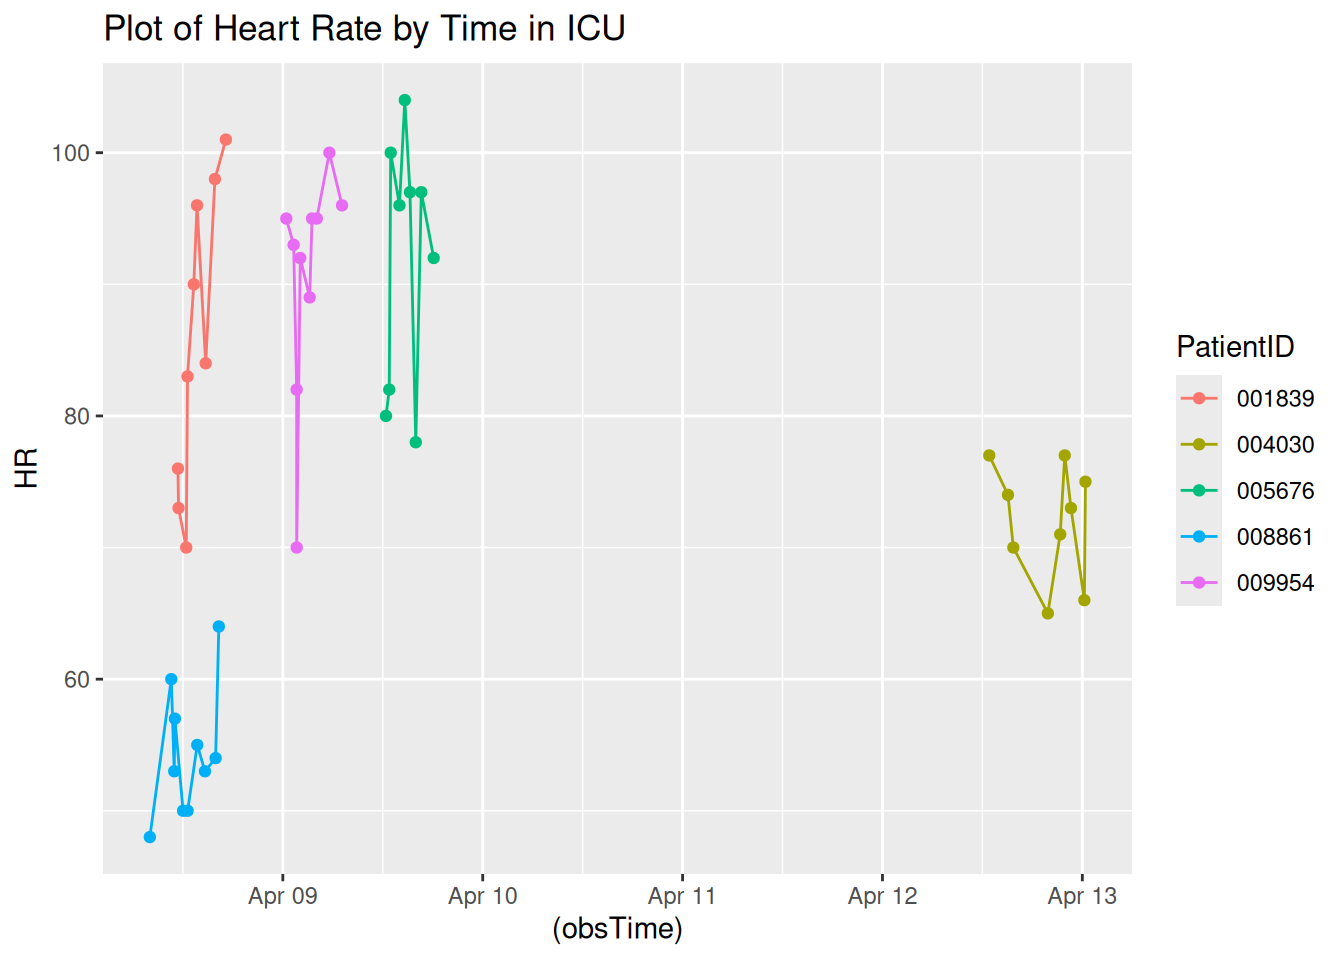 Plot of Heart Rate by Time in ICU
HR
100
80
60
Apr 09
Apr 10
Apr 11
Apr 12
Apr 13
(obsTime)
PatientID
001839
004030
005676
008861
009954